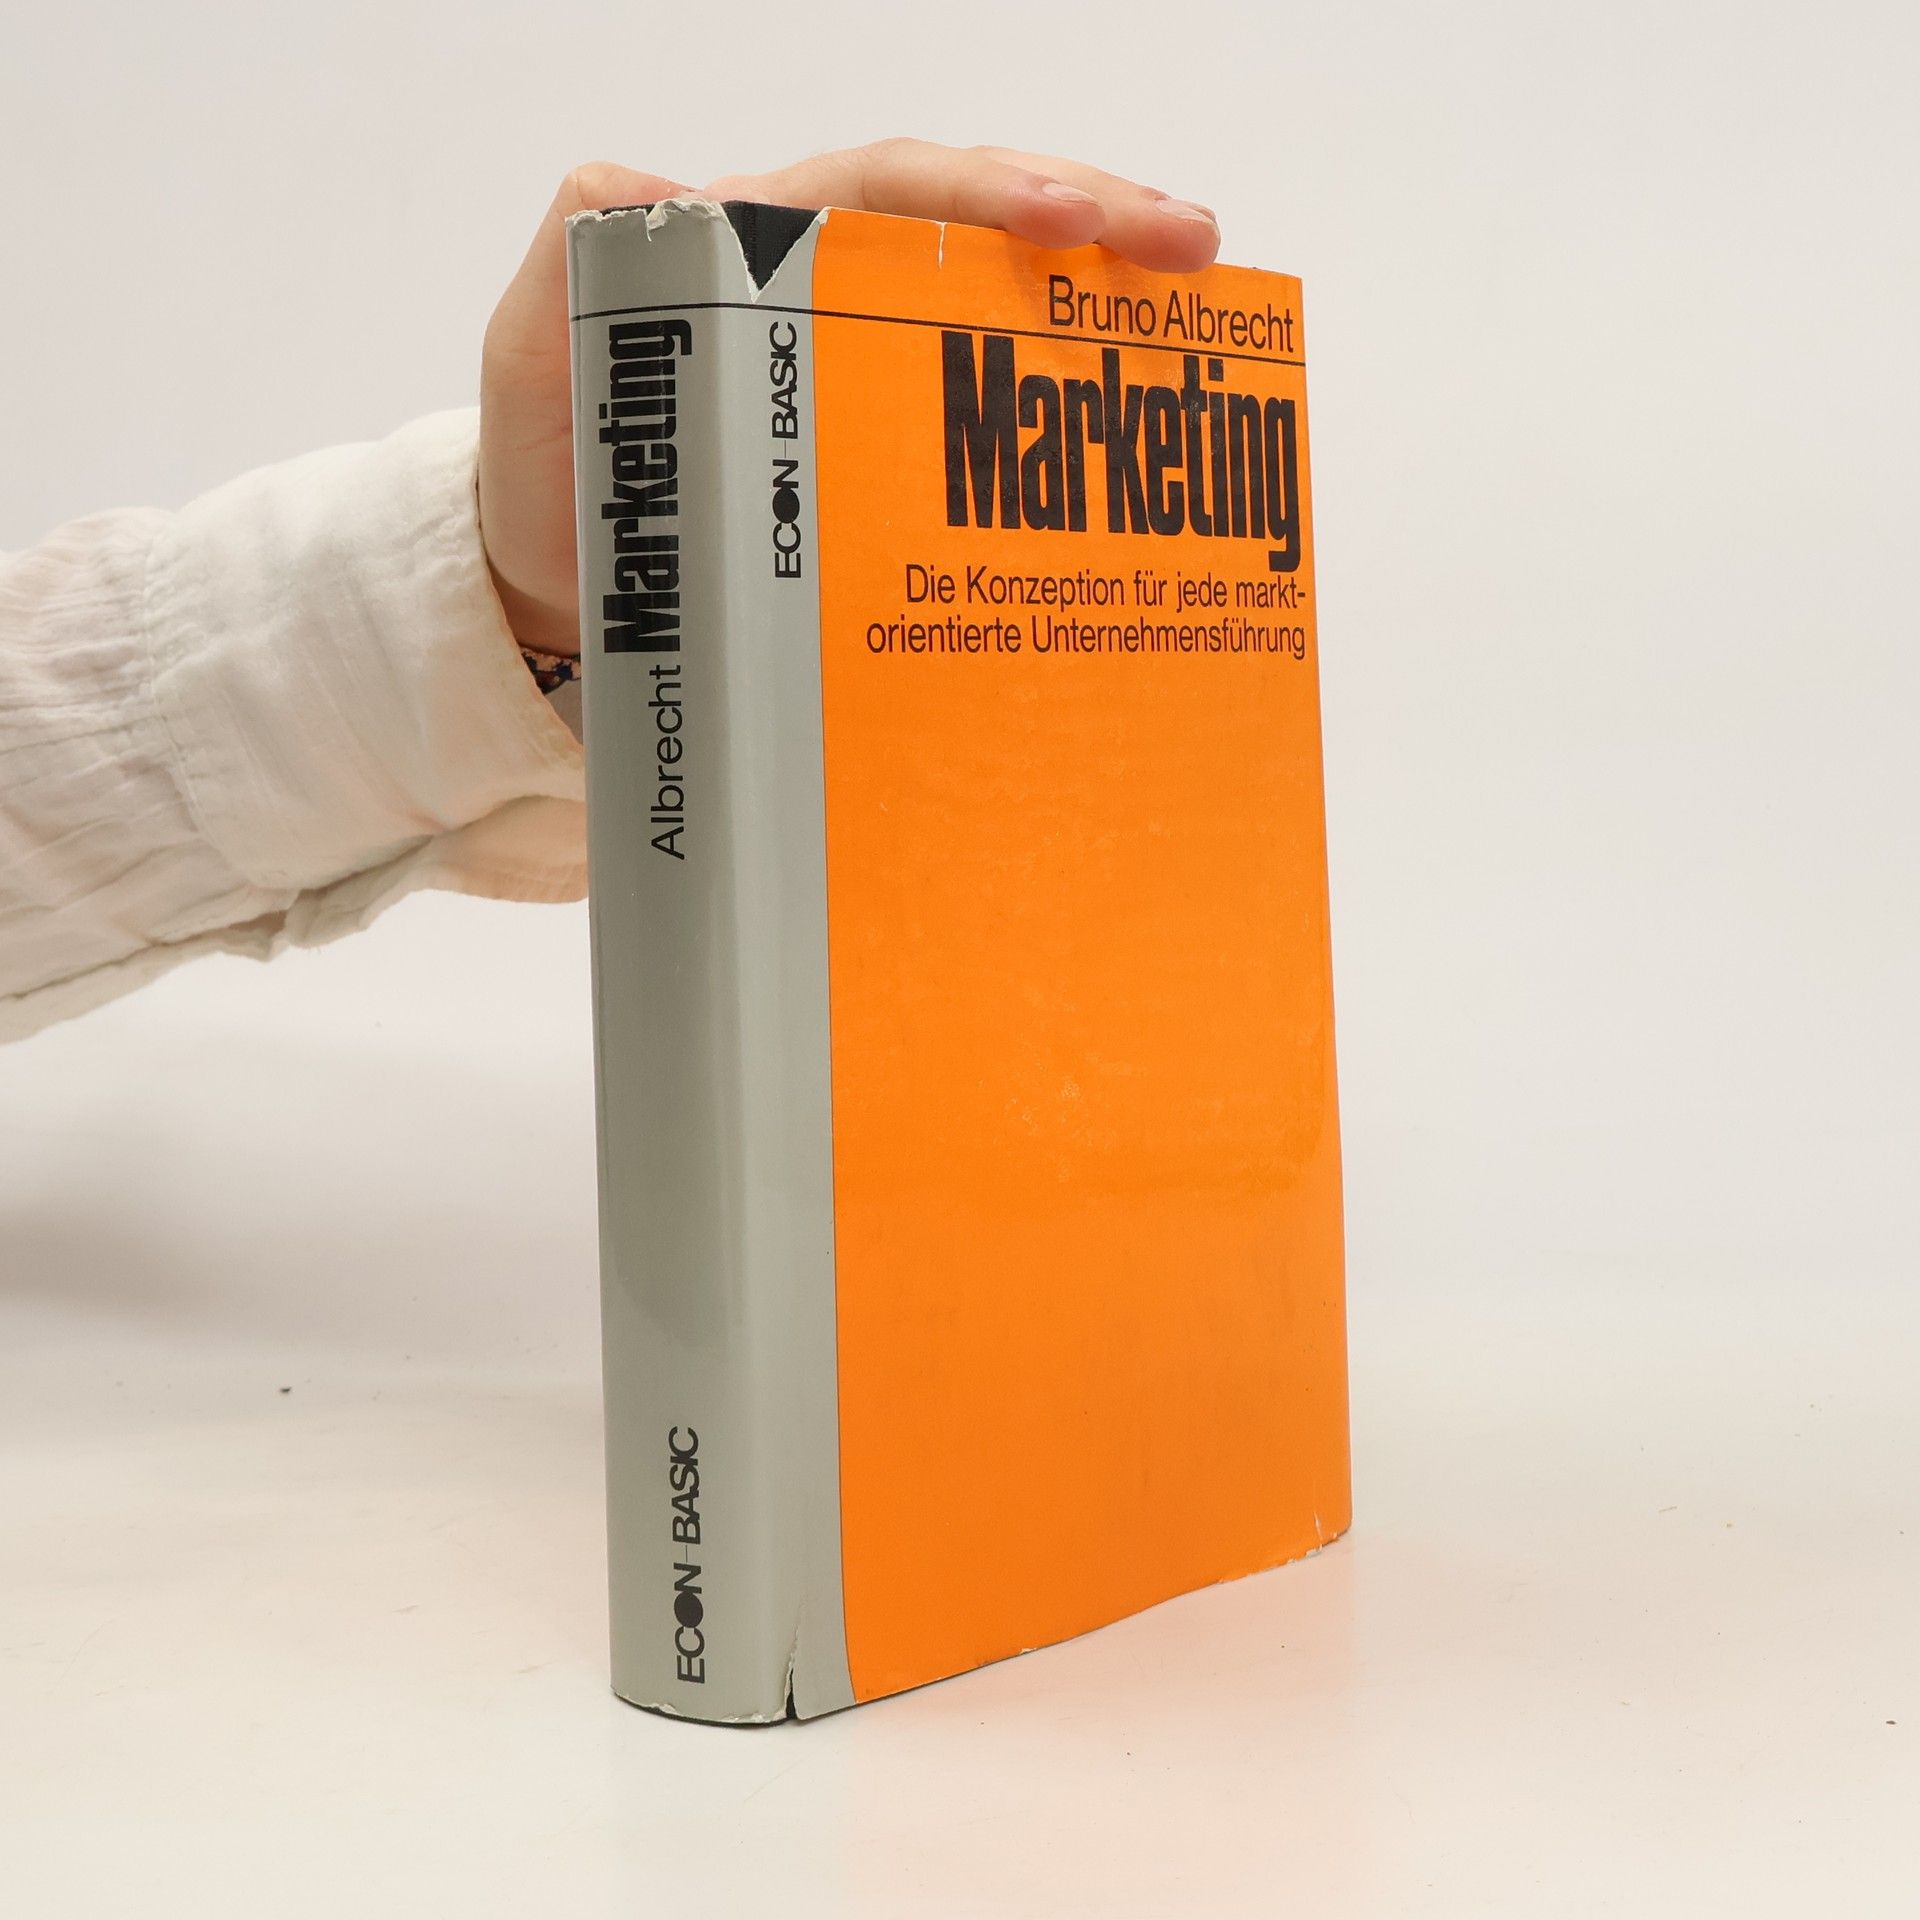 Bruno Albrecht
Marketing
Die Konzeption für jede markt-
orientierte Unternehmensführung
ECON-BASIC
Albrecht Marketing
ECON-BASIC